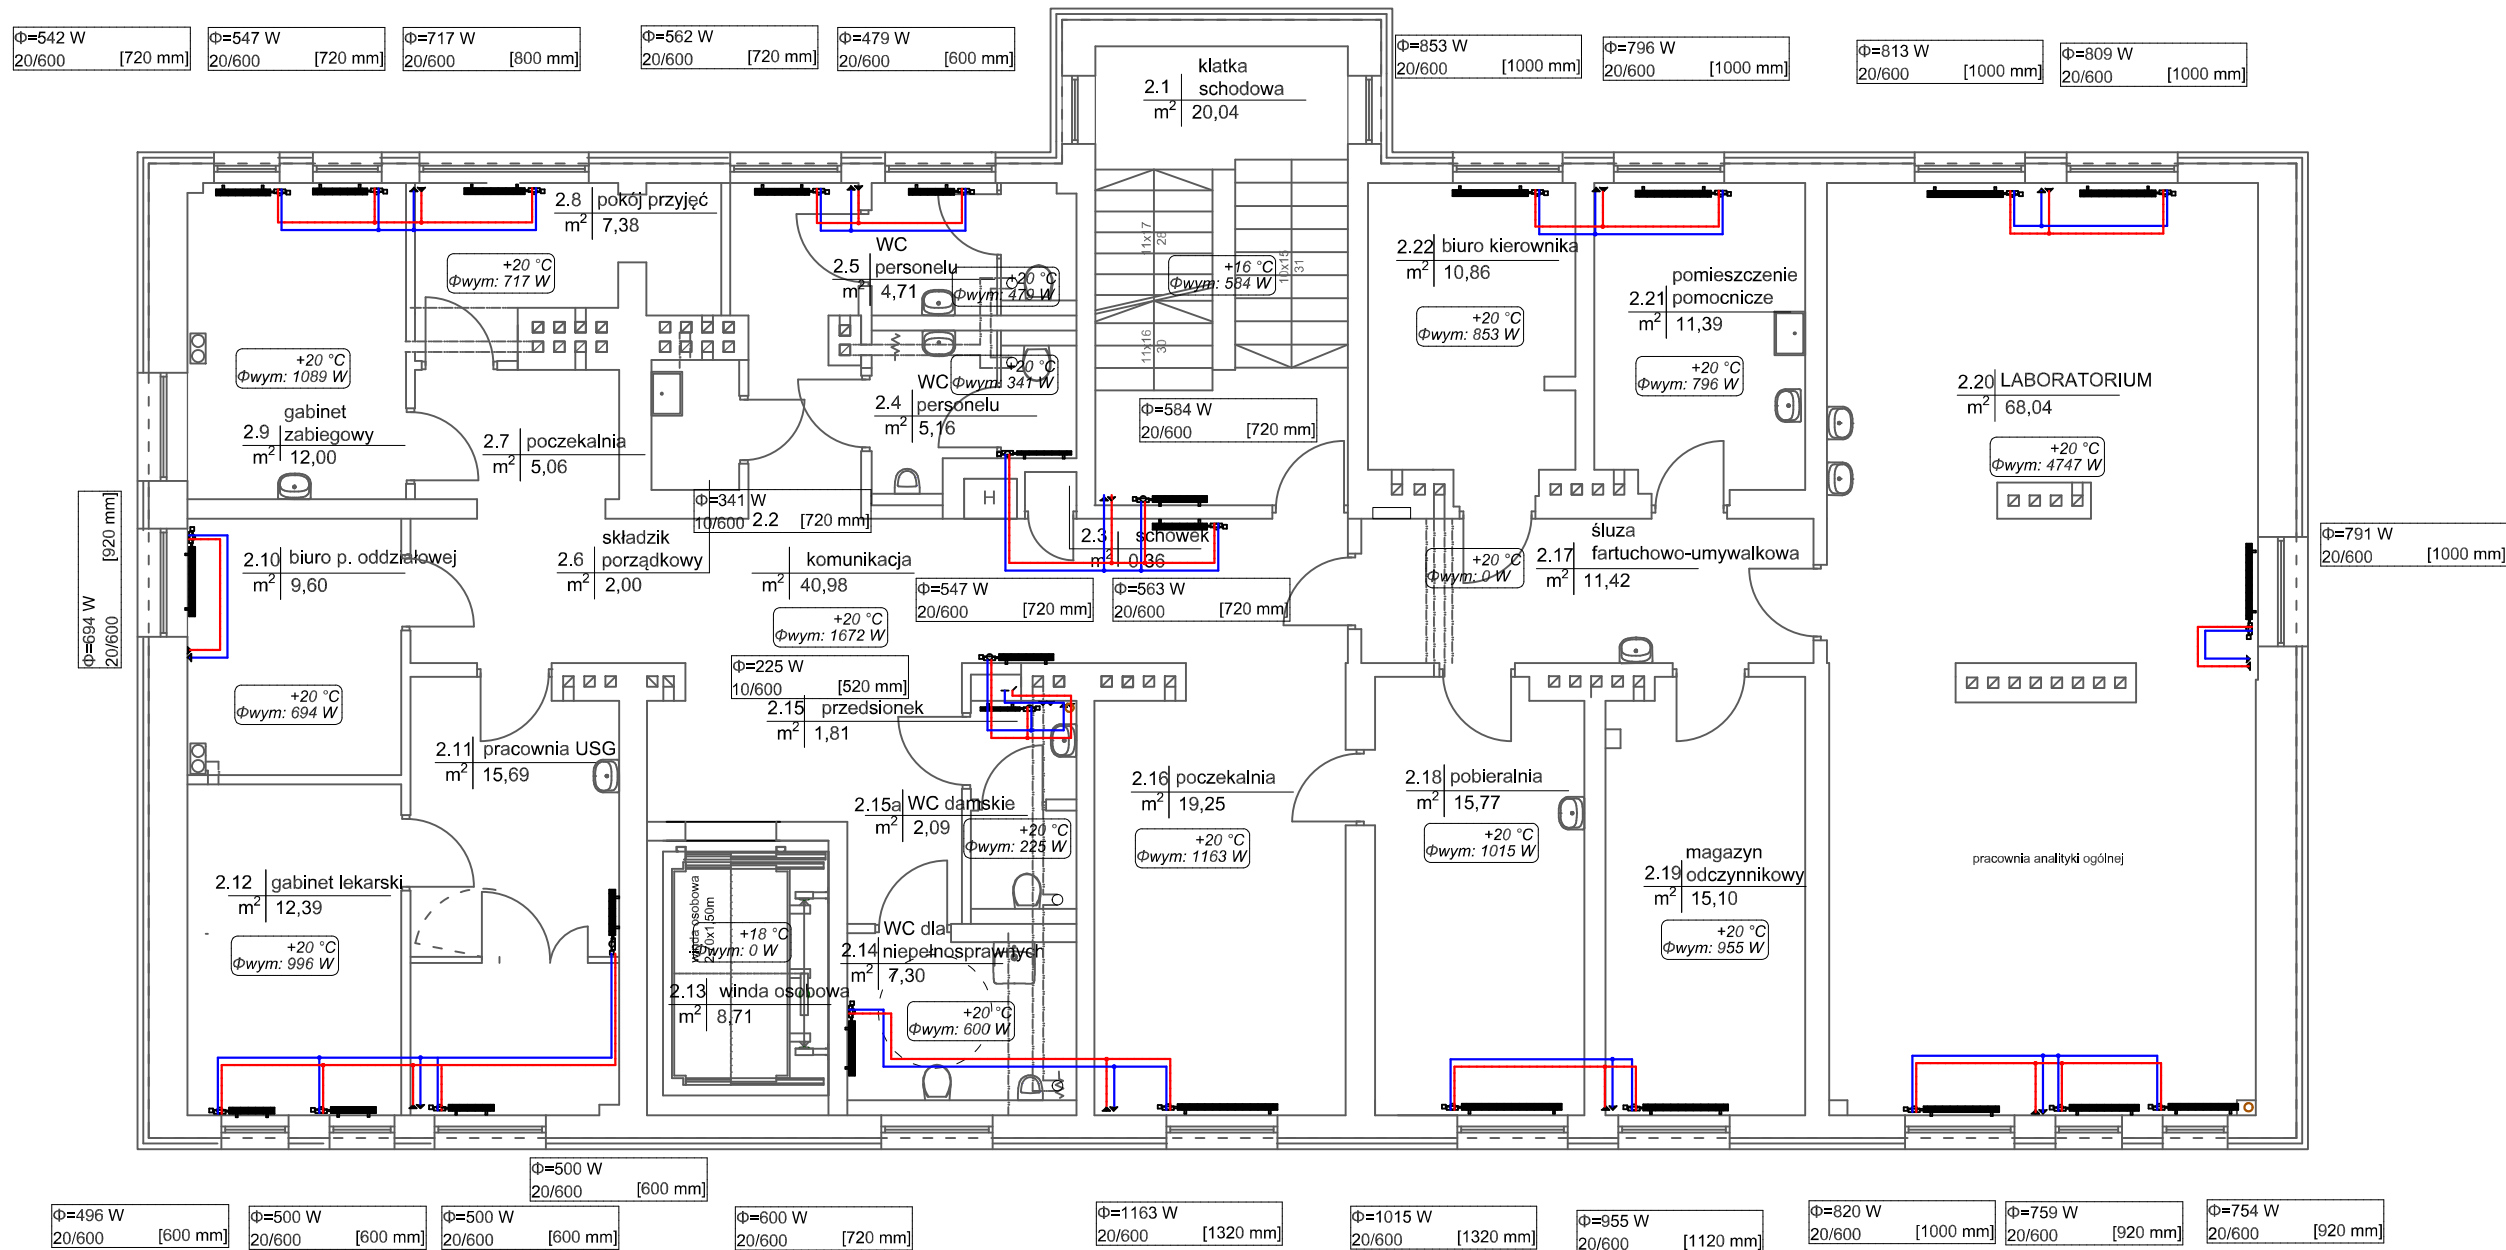 Φ=542 W
20/600 [720 mm]
Φ=547 W
20/600 [720 mm]
Φ=717 W
20/600 [800 mm]
Φ=562 W
20/600 [720 mm]
Φ=479 W
20/600 [600 mm]
Φ=853 W
20/600 [1000 mm]
Φ=796 W
20/600 [1000 mm]
Φ=813 W
20/600 [1000 mm]
Φ=809 W
20/600 [1000 mm]
klatka
2.1 schodowa
m² 20,04
2.8 pokój przyjęć
m² 7,38
+20 °C
Φwym: 717 W
WC
2.5 personelu
m² 4,71
+20 °C
Φwym: 479 W
11x17
28
+16 °C
Φwym: 584 W
10x15
31
2.22 biuro kierownika
m² 10,86
+20 °C
Φwym: 853 W
pomieszczenie
2.21 pomocnicze
m² 11,39
+20 °C
Φwym: 796 W
+20 °C
Φwym: 1089 W
gabinet
2.9 zabiegowy
m² 12,00
2.7 poczekalnia
m² 5,06
+20 °C
Φwym: 341 W
WC
2.4 personelu
m² 5,16
11x16
30
Φ=584 W
20/600 [720 mm]
2.20 LABORATORIUM
m² 68,04
+20 °C
Φwym: 4747 W
Φ=694 W
20/600 [920 mm]
Φ=341 W
10/600 [720 mm]
2.2 komunikacja
m² 40,98
H
2.3 schowek
m² 0,36
składzik
2.6 porządkowy
m² 2,00
2.10 biuro p. oddziałowej
m² 9,60
śluza
2.17 fartuchowo-umywalkowa
m² 11,42
+20 °C
Φwym: 0 W
Φ=791 W
20/600 [1000 mm]
Φ=547 W
20/600 [720 mm]
Φ=563 W
20/600 [720 mm]
+20 °C
Φwym: 1672 W
Φ=225 W
10/600 [520 mm]
2.15 przedsionek
m² 1,81
+20 °C
Φwym: 694 W
2.11 pracownia USG
m² 15,69
2.16 poczekalnia
m² 19,25
+20 °C
Φwym: 1163 W
2.18 pobieralnia
m² 15,77
+20 °C
Φwym: 1015 W
2.15a WC damskie
m² 2,09
+20 °C
Φwym: 225 W
magazyn
2.19 odczynnikowy
m² 15,10
+20 °C
Φwym: 955 W
pracownia analityki ogólnej
2.12 gabinet lekarski
m² 12,39
+20 °C
Φwym: 996 W
winda osobowa
+18 °C
Φwym: 0 W
2.13 winda osobowa
m² 8,71
WC dla
2.14 niepełnosprawnych
m² 7,30
+20 °C
Φwym: 600 W
Φ=500 W
20/600 [600 mm]
Φ=496 W
20/600 [600 mm]
Φ=500 W
20/600 [600 mm]
Φ=500 W
20/600 [600 mm]
Φ=600 W
20/600 [720 mm]
Φ=1163 W
20/600 [1320 mm]
Φ=1015 W
20/600 [1320 mm]
Φ=955 W
20/600 [1120 mm]
Φ=820 W
20/600 [1000 mm]
Φ=759 W
20/600 [920 mm]
Φ=754 W
20/600 [920 mm]